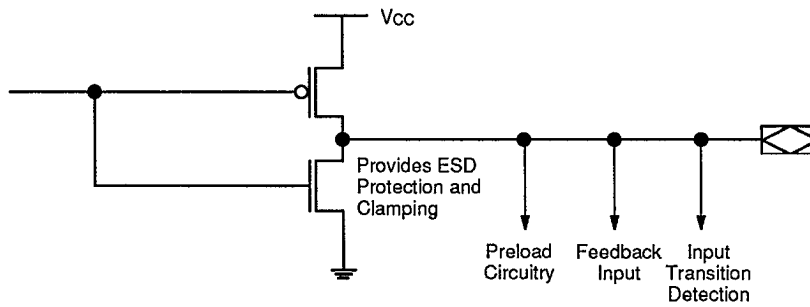 Vcc
Provides ESD
Protection and
Clamping
Preload
Circuitry
Feedback
Input
Input
Transition
Detection